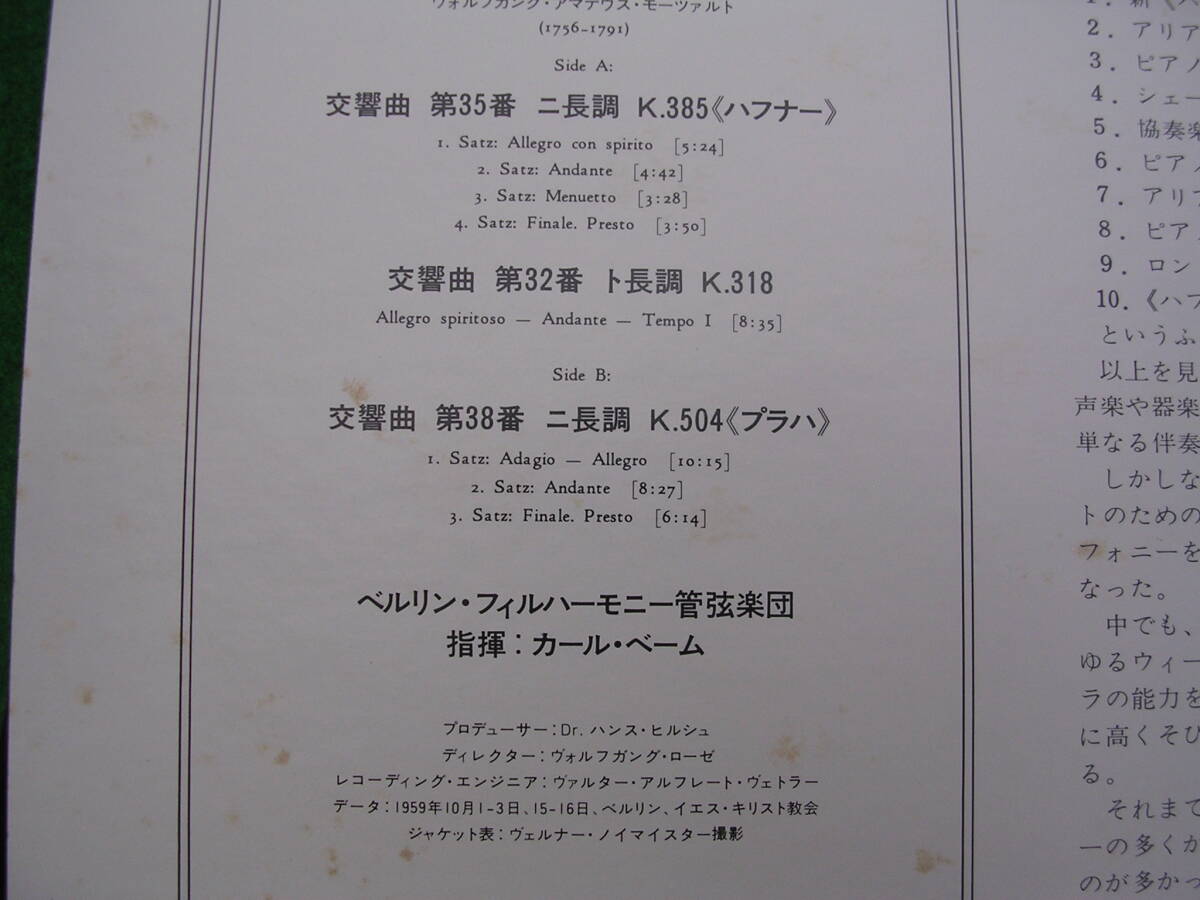 ヴォルフガング・アマデウス・モーツァルト
(1756-1791)
Side A:
交響曲 第35番 ニ長調 K.385《ハフナー》
1. Satz: Allegro con spirito [5:24]
2. Satz: Andante [4:42]
3. Satz: Menuetto [3:28]
4. Satz: Finale. Presto [3:50]
交響曲 第32番 ト長調 K.318
Allegro spiritoso — Andante — Tempo I [8:35]
Side B:
交響曲 第38番 ニ長調 K.504《プラハ》
1. Satz: Adagio — Allegro [10:15]
2. Satz: Andante [8:27]
3. Satz: Finale. Presto [6:14]
ベルリン・フィルハーモニー管弦楽団
指揮:カール・ベーム
プロデューサー:Dr. ハンス・ヒルシュ
ディレクター:ヴォルフガング・ローゼ
レコーディング・エンジニア:ヴァルター・アルフレート・ヴェトラー
データ:1959年10月1-3日、15-16日、ベルリン、イエス・キリスト教会
ジャケット表:ヴェルナー・ノイマイスター撮影
2. アリア
3. ピアノ
4. シェー
5. 協奏楽
6. ピアノ
7. アリア
8. ピア
9. ロン
10.《ハフ
というふ
以上を見
声楽や器楽
単なる伴奏
しかしな
トのための
フォニーを
なった。
中でも、
ゆるウィー
ラの能力を
に高くそび
る。
それまで
ーの多くが
のが多かっ